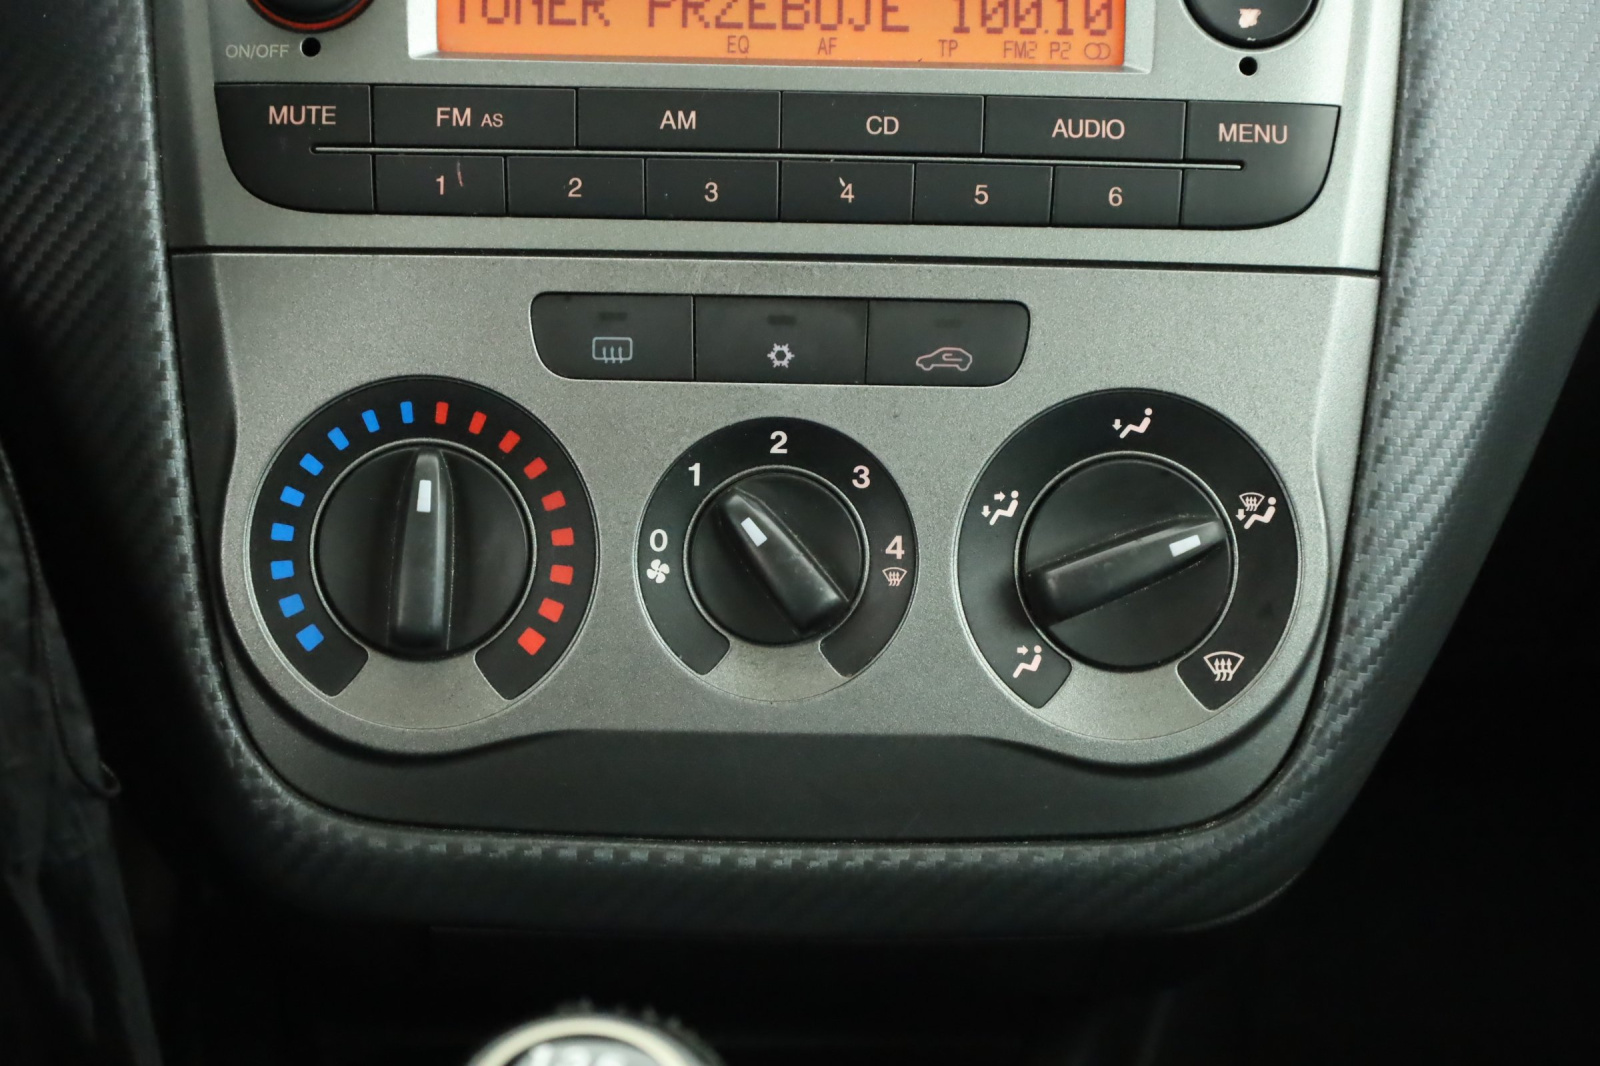 TUNER PRZEBOJE 100.10
EQ AF TP FM2 P2
ON/OFF
MUTE FM AS AM CD AUDIO MENU
1 2 3 4 5 6
0 1 2 3 4